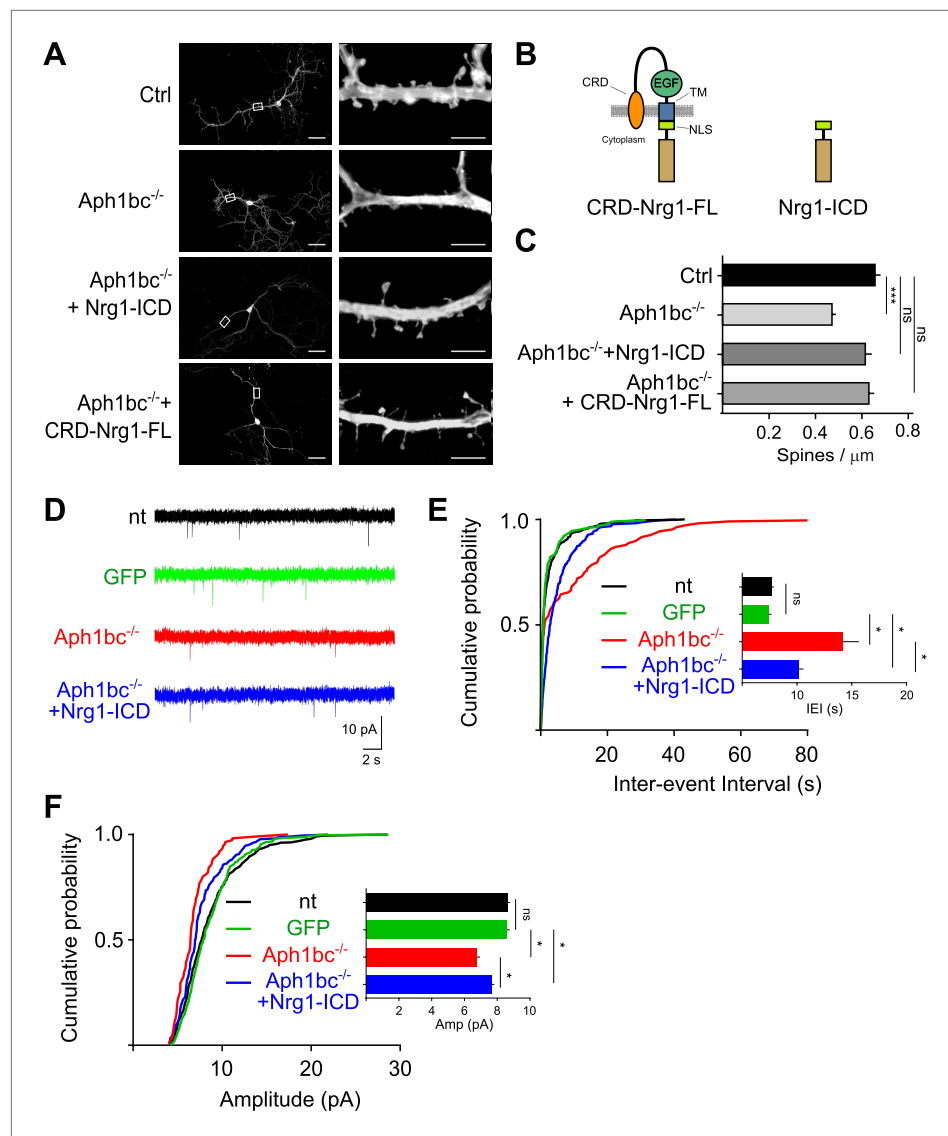 A
Ctrl
Aph1bc-/-
Aph1bc-/-
+ Nrg1-ICD
Aph1bc-/-+
CRD-Nrg1-FL
B
CRD
EGF
TM
NLS
Cytoplasm
CRD-Nrg1-FL
Nrg1-ICD
C
Ctrl
Aph1bc-/-
Aph1bc-/-+Nrg1-ICD
Aph1bc-/-
+ CRD-Nrg1-FL
***
ns
ns
0.2 0.4 0.6 0.8
Spines / μm
D
nt
GFP
Aph1bc-/-
Aph1bc-/-
+Nrg1-ICD
10 pA
2 s
E
Cumulative probability
1.0
0.5
nt
GFP
Aph1bc-/-
Aph1bc-/-
+Nrg1-ICD
ns
*
*
*
10 15 20
IEI (s)
20 40 60 80
Inter-event Interval (s)
F
Cumulative probability
1.0
0.5
nt
GFP
Aph1bc-/-
Aph1bc-/-
+Nrg1-ICD
ns
*
*
*
2 4 6 8 10
Amp (pA)
10 20 30
Amplitude (pA)